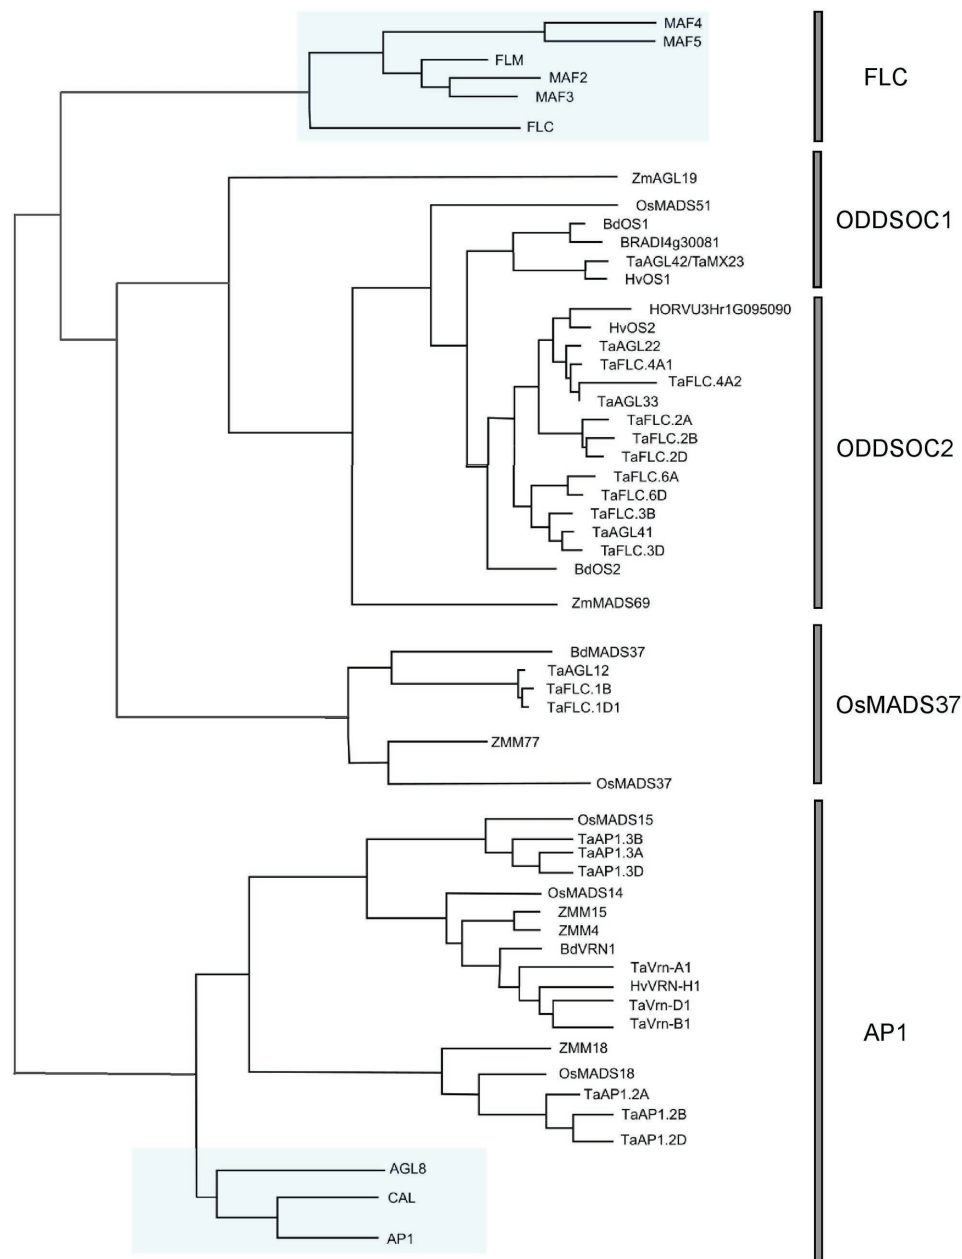 MAF4
MAF5
FLM
MAF2
MAF3
FLC
FLC
ZmAGL19
OsMADS51
BdOS1
BRADI4g30081
TaAGL42/TaMX23
HvOS1
ODDSOC1
HORVU3Hr1G095090
HvOS2
TaAGL22
TaFLC.4A1
TaFLC.4A2
TaAGL33
TaFLC.2A
TaFLC.2B
TaFLC.2D
TaFLC.6A
TaFLC.6D
TaFLC.3B
TaAGL41
TaFLC.3D
BdOS2
ZmMADS69
ODDSOC2
BdMADS37
TaAGL12
TaFLC.1B
TaFLC.1D1
ZMM77
OsMADS37
OsMADS37
OsMADS15
TaAP1.3B
TaAP1.3A
TaAP1.3D
OsMADS14
ZMM15
ZMM4
BdVRN1
TaVrn-A1
HvVRN-H1
TaVrn-D1
TaVrn-B1
ZMM18
OsMADS18
TaAP1.2A
TaAP1.2B
TaAP1.2D
AGL8
CAL
AP1
AP1